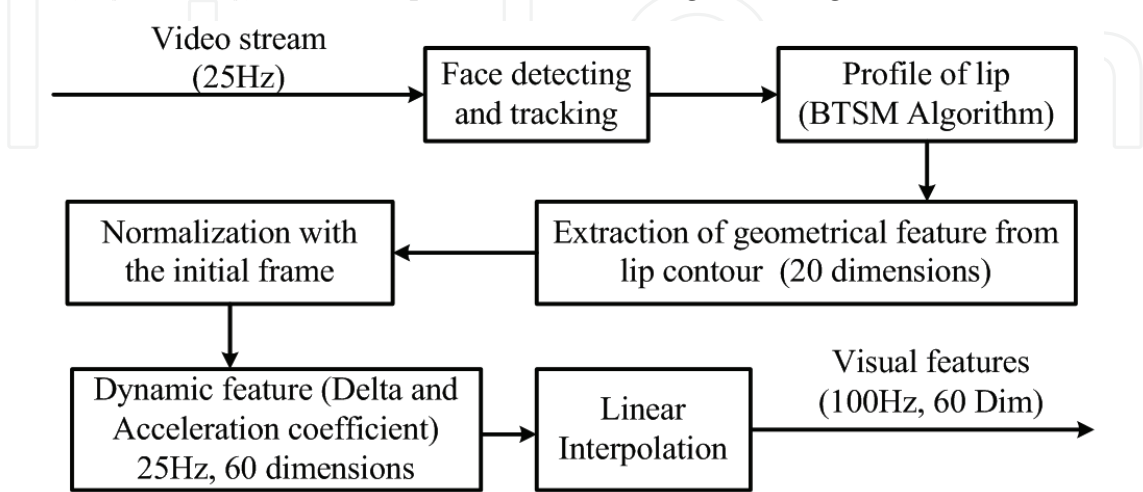 Video stream
(25Hz)
Face detecting
and tracking
Profile of lip
(BTSM Algorithm)
Extraction of geometrical feature from
lip contour (20 dimensions)
Normalization with
the initial frame
Dynamic feature (Delta and
Acceleration coefficient)
25Hz, 60 dimensions
Linear
Interpolation
Visual features
(100Hz, 60 Dim)